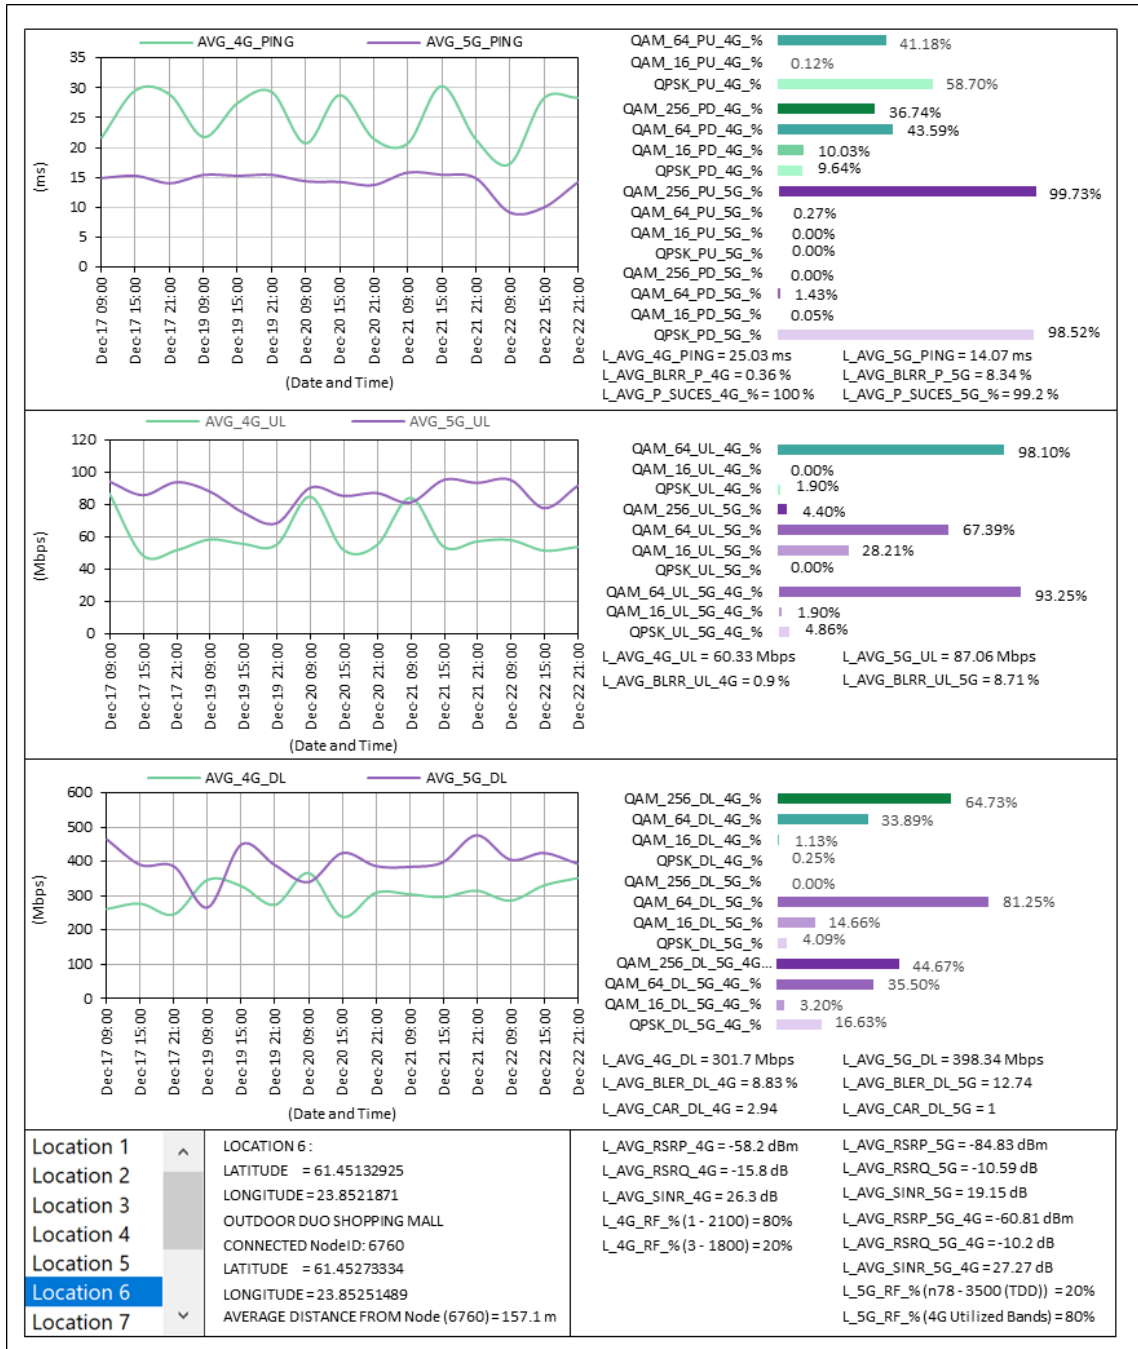 AVG_4G_PING AVG_5G_PING
35
30
25
20
15
10
5
0
(ms)
Dec-17 09:00
Dec-17 15:00
Dec-17 21:00
Dec-19 09:00
Dec-19 15:00
Dec-19 21:00
Dec-20 09:00
Dec-20 15:00
Dec-20 21:00
Dec-21 09:00
Dec-21 15:00
Dec-21 21:00
Dec-22 09:00
Dec-22 15:00
Dec-22 21:00
(Date and Time)
QAM_64_PU_4G_% 41.18%
QAM_16_PU_4G_% 0.12%
QPSK_PU_4G_% 58.70%
QAM_256_PD_4G_% 36.74%
QAM_64_PD_4G_% 43.59%
QAM_16_PD_4G_% 10.03%
QPSK_PD_4G_% 9.64%
QAM_256_PU_5G_% 99.73%
QAM_64_PU_5G_% 0.27%
QAM_16_PU_5G_% 0.00%
QPSK_PU_5G_% 0.00%
QAM_256_PD_5G_% 0.00%
QAM_64_PD_5G_% 1.43%
QAM_16_PD_5G_% 0.05%
QPSK_PD_5G_% 98.52%
L_AVG_4G_PING = 25.03 ms L_AVG_5G_PING = 14.07 ms
L_AVG_BLRR_P_4G = 0.36 % L_AVG_BLRR_P_5G = 8.34 %
L_AVG_P_SUCES_4G_% = 100 % L_AVG_P_SUCES_5G_% = 99.2 %
AVG_4G_UL AVG_5G_UL
120
100
80
60
40
20
0
(Mbps)
Dec-17 09:00
Dec-17 15:00
Dec-17 21:00
Dec-19 09:00
Dec-19 15:00
Dec-19 21:00
Dec-20 09:00
Dec-20 15:00
Dec-20 21:00
Dec-21 09:00
Dec-21 15:00
Dec-21 21:00
Dec-22 09:00
Dec-22 15:00
Dec-22 21:00
(Date and Time)
QAM_64_UL_4G_% 98.10%
QAM_16_UL_4G_% 0.00%
QPSK_UL_4G_% 1.90%
QAM_256_UL_5G_% 4.40%
QAM_64_UL_5G_% 67.39%
QAM_16_UL_5G_% 28.21%
QPSK_UL_5G_% 0.00%
QAM_64_UL_5G_4G_% 93.25%
QAM_16_UL_5G_4G_% 1.90%
QPSK_UL_5G_4G_% 4.86%
L_AVG_4G_UL = 60.33 Mbps L_AVG_5G_UL = 87.06 Mbps
L_AVG_BLRR_UL_4G = 0.9 % L_AVG_BLRR_UL_5G = 8.71 %
AVG_4G_DL AVG_5G_DL
600
500
400
300
200
100
0
(Mbps)
Dec-17 09:00
Dec-17 15:00
Dec-17 21:00
Dec-19 09:00
Dec-19 15:00
Dec-19 21:00
Dec-20 09:00
Dec-20 15:00
Dec-20 21:00
Dec-21 09:00
Dec-21 15:00
Dec-21 21:00
Dec-22 09:00
Dec-22 15:00
Dec-22 21:00
(Date and Time)
QAM_256_DL_4G_% 64.73%
QAM_64_DL_4G_% 33.89%
QAM_16_DL_4G_% 1.13%
QPSK_DL_4G_% 0.25%
QAM_256_DL_5G_% 0.00%
QAM_64_DL_5G_% 81.25%
QAM_16_DL_5G_% 14.66%
QPSK_DL_5G_% 4.09%
QAM_256_DL_5G_4G... 44.67%
QAM_64_DL_5G_4G_% 35.50%
QAM_16_DL_5G_4G_% 3.20%
QPSK_DL_5G_4G_% 16.63%
L_AVG_4G_DL = 301.7 Mbps L_AVG_5G_DL = 398.34 Mbps
L_AVG_BLER_DL_4G = 8.83 % L_AVG_BLER_DL_5G = 12.74
L_AVG_CAR_DL_4G = 2.94 L_AVG_CAR_DL_5G = 1
Location 1
Location 2
Location 3
Location 4
Location 5
Location 6
Location 7
LOCATION 6 :
LATITUDE = 61.45132925
LONGITUDE = 23.8521871
OUTDOOR DUO SHOPPING MALL
CONNECTED NodeID: 6760
LATITUDE = 61.45273334
LONGITUDE = 23.85251489
AVERAGE DISTANCE FROM Node (6760) = 157.1 m
L_AVG_RSRP_4G = -58.2 dBm
L_AVG_RSRQ_4G = -15.8 dB
L_AVG_SINR_4G = 26.3 dB
L_4G_RF_% (1 - 2100) = 80%
L_4G_RF_% (3 - 1800) = 20%
L_AVG_RSRP_5G = -84.83 dBm
L_AVG_RSRQ_5G = -10.59 dB
L_AVG_SINR_5G = 19.15 dB
L_AVG_RSRP_5G_4G = -60.81 dBm
L_AVG_RSRQ_5G_4G = -10.2 dB
L_AVG_SINR_5G_4G = 27.27 dB
L_5G_RF_% (n78 - 3500 (TDD)) = 20%
L_5G_RF_% (4G Utilized Bands) = 80%